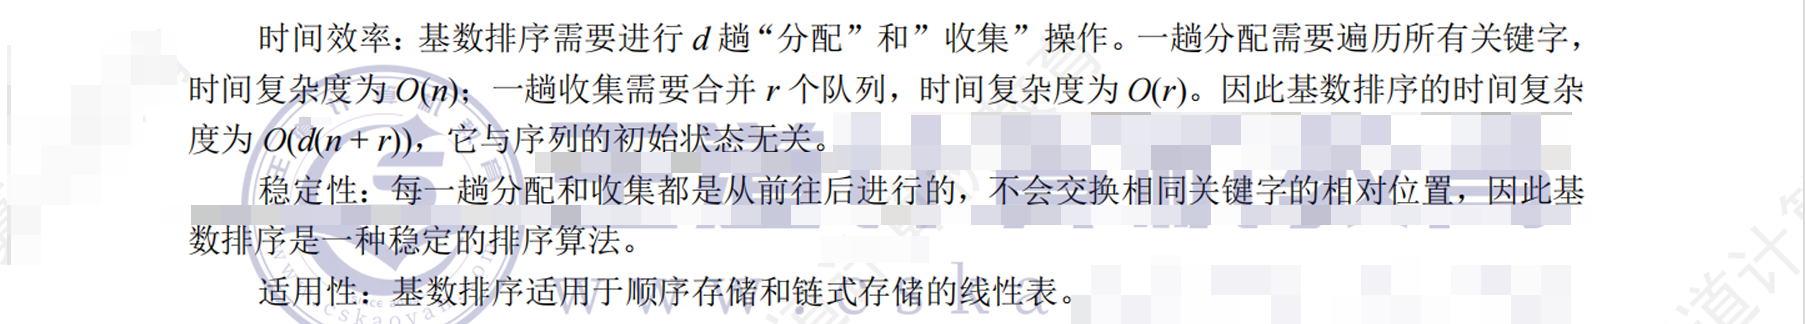 时间效率：基数排序需要进行 d 趟“分配”和”收集”操作。一趟分配需要遍历所有关键字，
时间复杂度为 O(n)；一趟收集需要合并 r 个队列，时间复杂度为 O(r)。因此基数排序的时间复杂
度为 O(d(n + r))，它与序列的初始状态无关。
稳定性：每一趟分配和收集都是从前往后进行的，不会交换相同关键字的相对位置，因此基
数排序是一种稳定的排序算法。
适用性：基数排序适用于顺序存储和链式存储的线性表。
www.cska
cskaoyan
道计